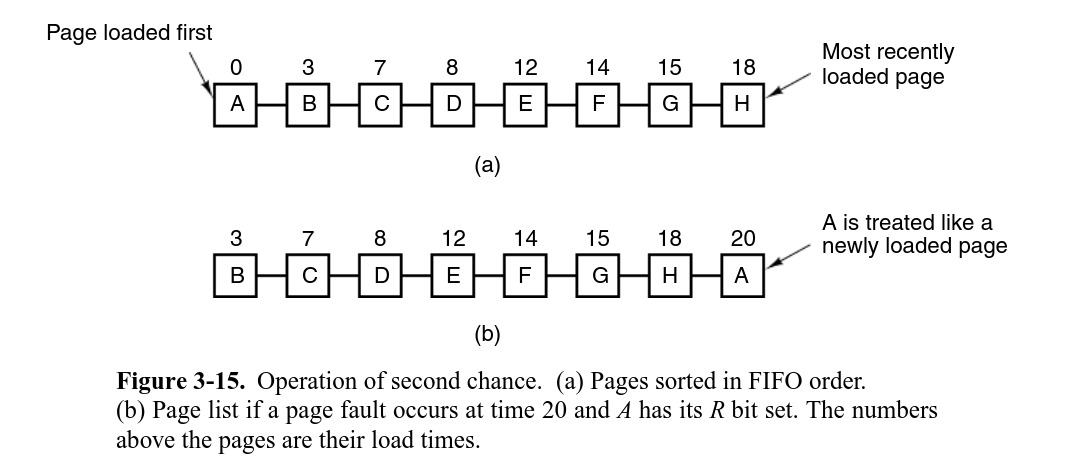 Page loaded first
Most recently
loaded page
0 3 7 8 12 14 15 18
A B C D E F G H
(a)
A is treated like a
newly loaded page
3 7 8 12 14 15 18 20
B C D E F G H A
(b)
Figure 3-15. Operation of second chance. (a) Pages sorted in FIFO order.
(b) Page list if a page fault occurs at time 20 and A has its R bit set. The numbers
above the pages are their load times.